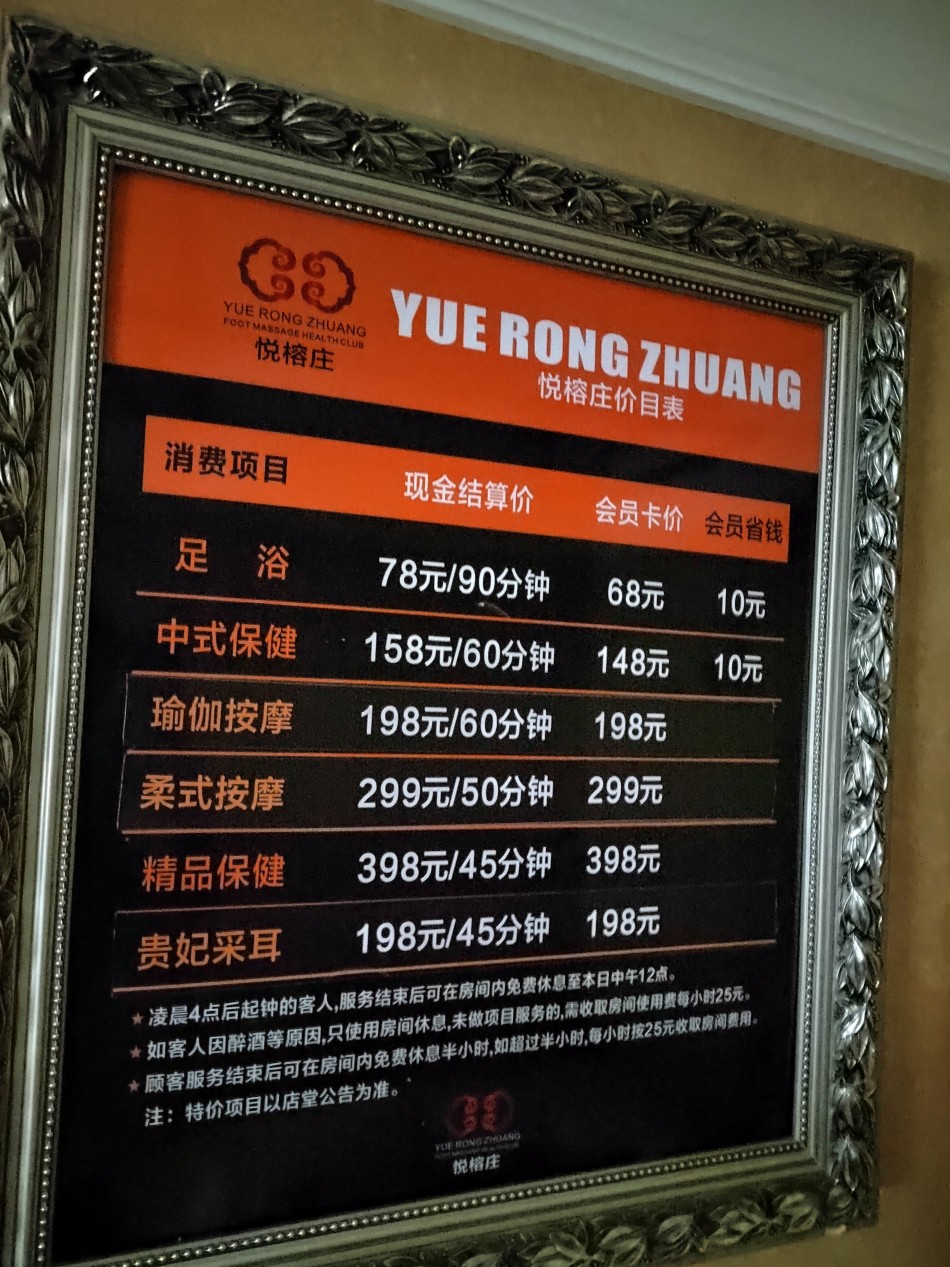 YUE RONG ZHUANG
FOOT MASSAGE HEALTH CLUB
悦榕庄
YUE RONG ZHUANG
悦榕庄价目表
消费项目 现金结算价 会员卡价 会员省钱
足 浴 78元/90分钟 68元 10元
中式保健 158元/60分钟 148元 10元
瑜伽按摩 198元/60分钟 198元
柔式按摩 299元/50分钟 299元
精品保健 398元/45分钟 398元
贵妃采耳 198元/45分钟 198元
★凌晨4点后起钟的客人,服务结束后可在房间内免费休息至本日中午12点。
★如客人因醉酒等原因,只使用房间休息,未做项目服务的,需收取房间使用费每小时25元。
★顾客服务结束后可在房间内免费休息半小时,如超过半小时,每小时按25元收取房间费用。
注：特价项目以店堂公告为准。
YUE RONG ZHUANG
FOOT MASSAGE HEALTH CLUB
悦榕庄